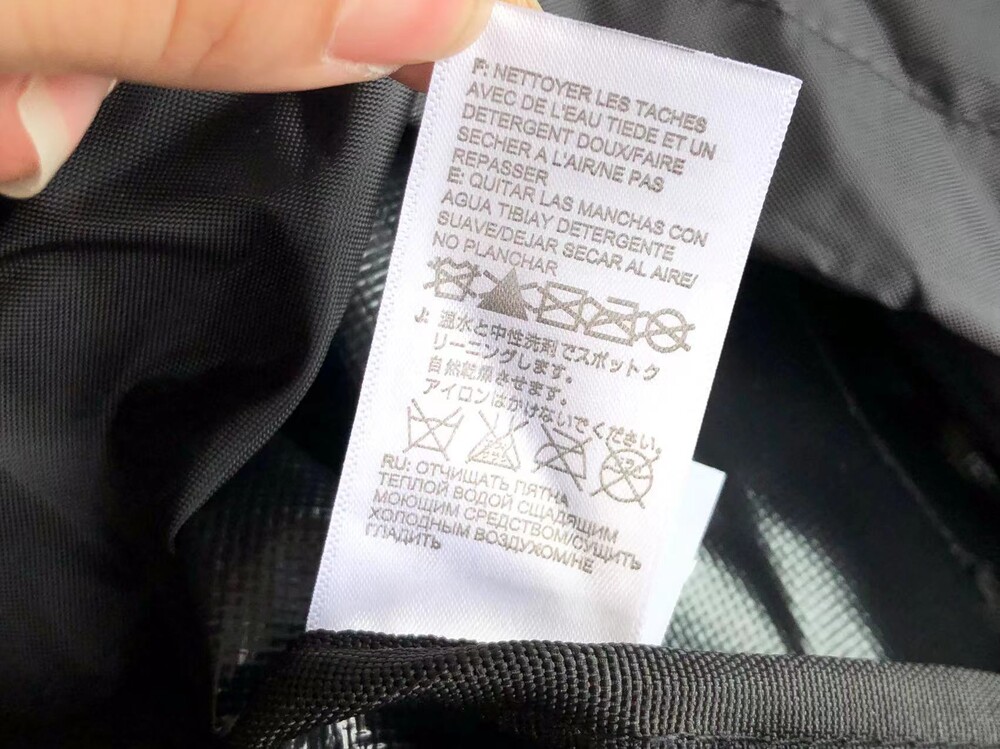 F: NETTOYER LES TACHES
AVEC DE L'EAU TIEDE ET UN
DETERGENT DOUX/FAIRE
SECHER A L'AIR/NE PAS
REPASSER
E: QUITAR LAS MANCHAS CON
AGUA TIBIAY DETERGENTE
SUAVE/DEJAR SECAR AL AIRE/
NO PLANCHAR
J: 温水と中性洗剤でスポットク
リーニングします。
自然乾燥させます。
アイロンはかけないでください。
RU: ОТЧИЩАТЬ ПЯТНА
ТЕПЛОЙ ВОДОЙ СЩАДЯЩИМ
МОЮЩИМ СРЕДСТВОМ/СУШИТЬ
ХОЛОДНЫМ ВОЗДУХОМ/НЕ
ГЛАДИТЬ